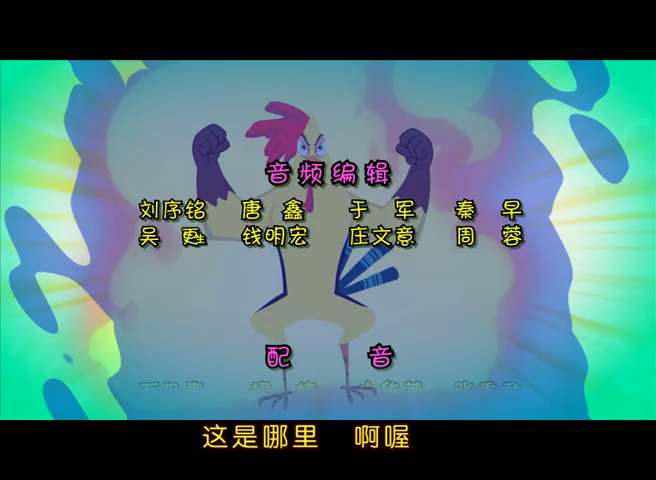 音频编辑
刘序铭 唐鑫 于军 秦早
吴甦 钱明宏 庄文意 周蓉
配音
这是哪里 啊喔